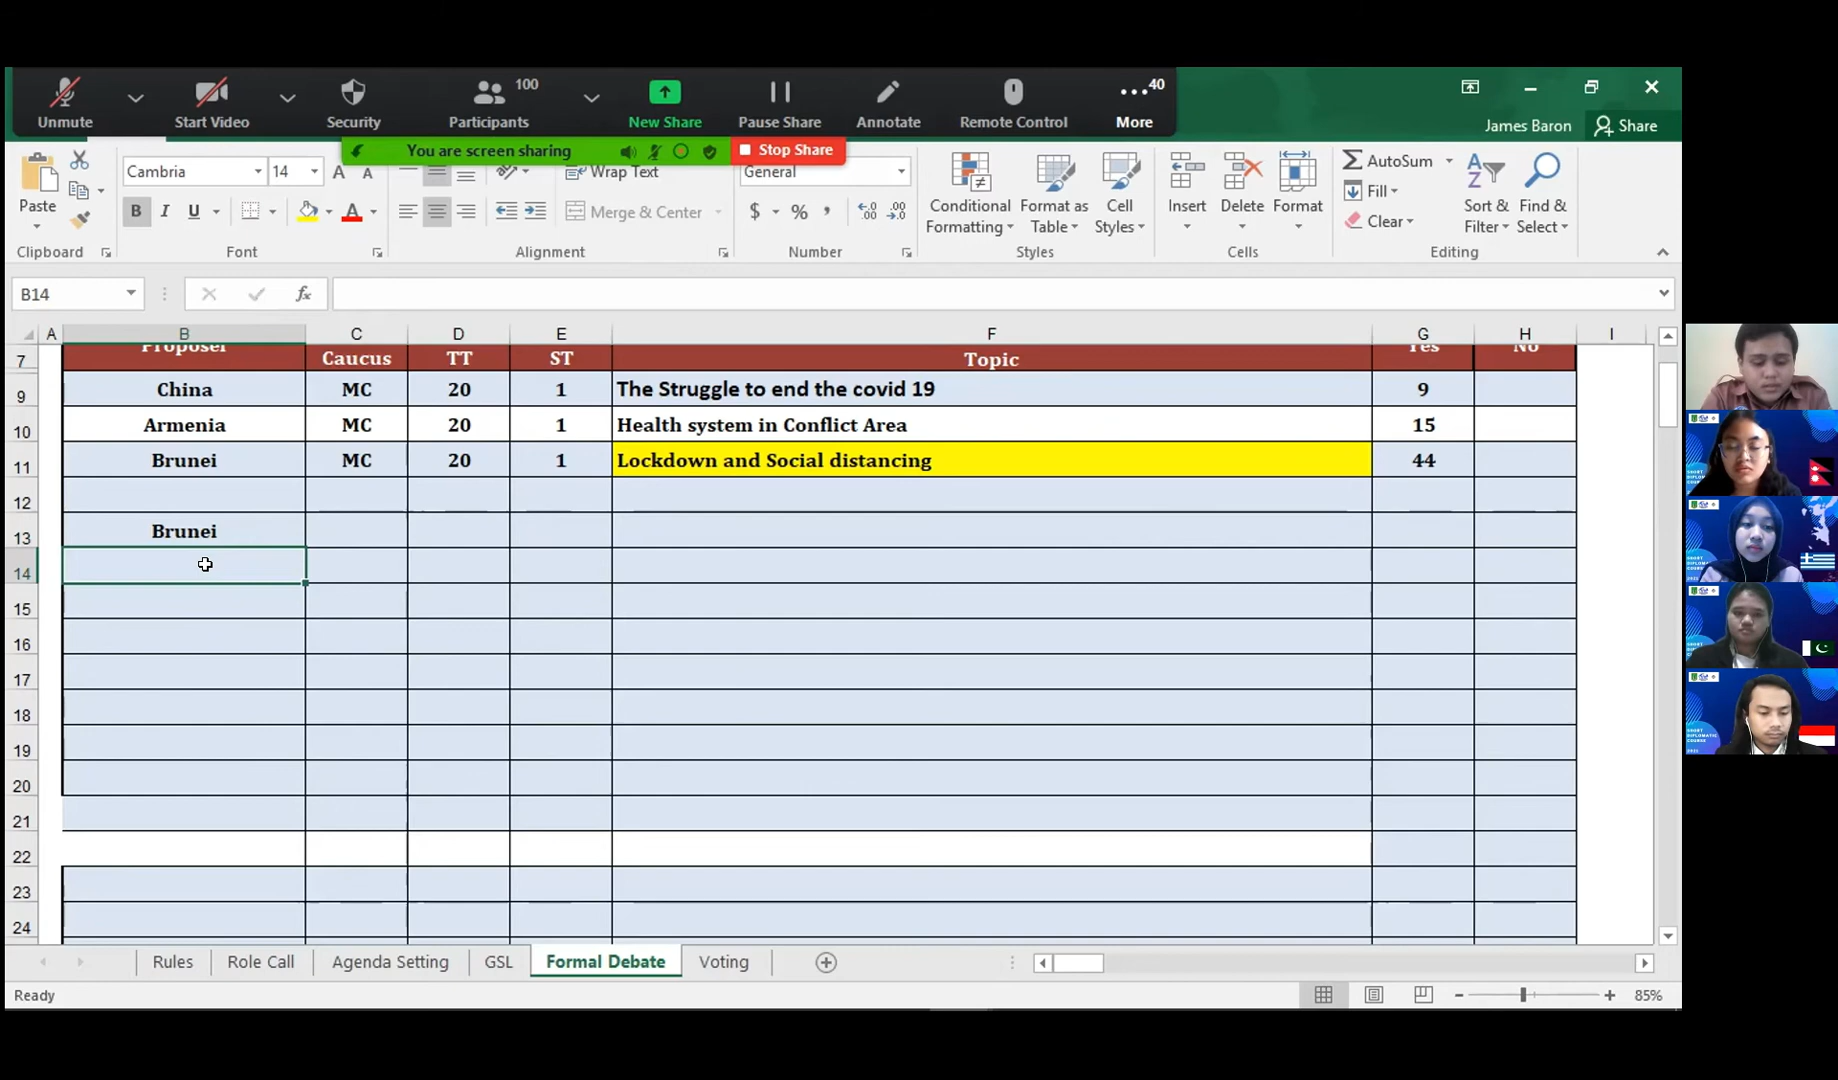 100
40
Unmute
Start Video
Security
Participants
New Share
Pause Share
Annotate
Remote Control
More
James Baron
Share
You are screen sharing
Stop Share
Paste
Cambria
14
Wrap Text
General
AutoSum
B I U
Merge & Center
$ % ,
Conditional Formatting
Format as Table
Cell Styles
Insert
Delete
Format
Fill
Clear
Sort & Filter
Find & Select
Clipboard
Font
Alignment
Number
Styles
Cells
Editing
B14
fx
A B C D E F G H I
7 Proposer Caucus TT ST Topic Yes No
9 China MC 20 1 The Struggle to end the covid 19 9
10 Armenia MC 20 1 Health system in Conflict Area 15
11 Brunei MC 20 1 Lockdown and Social distancing 44
12
13 Brunei
14
15
16
17
18
19
20
21
22
23
24
Rules
Role Call
Agenda Setting
GSL
Formal Debate
Voting
Ready
85%